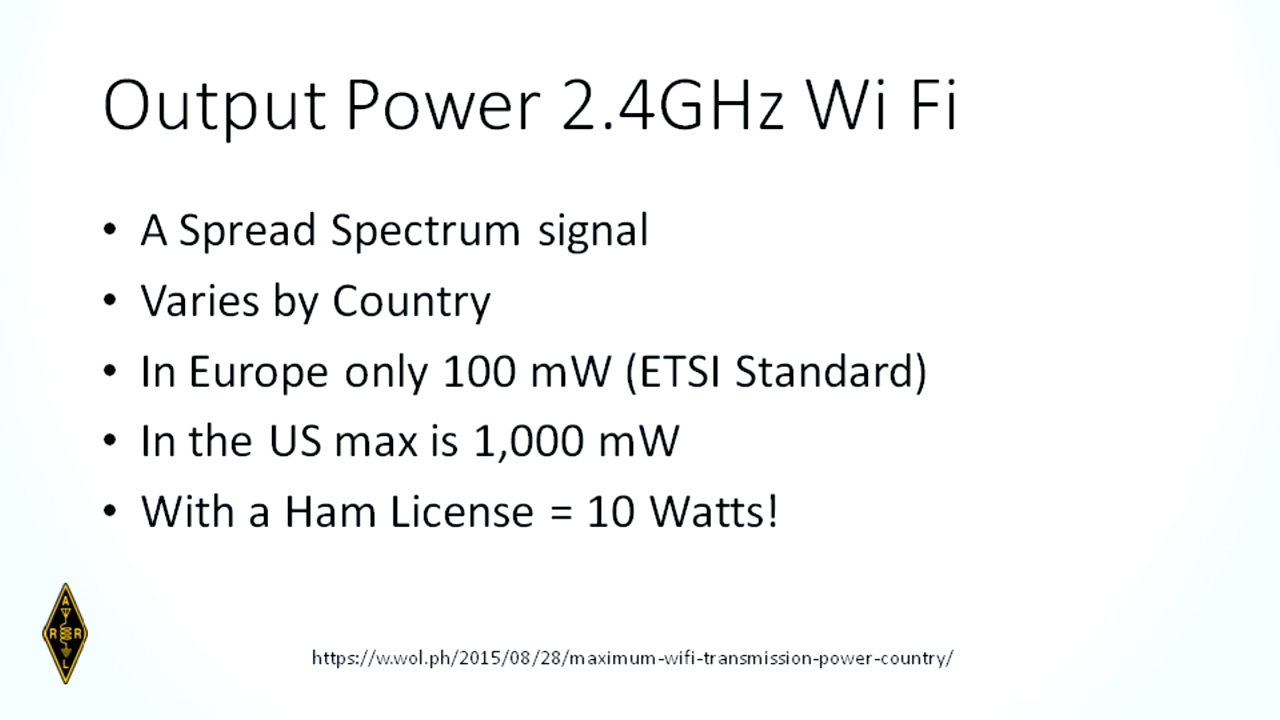 Output Power 2.4GHz Wi Fi
• A Spread Spectrum signal
• Varies by Country
• In Europe only 100 mW (ETSI Standard)
• In the US max is 1,000 mW
• With a Ham License = 10 Watts!
A
R R
L
https://w.wol.ph/2015/08/28/maximum-wifi-transmission-power-country/